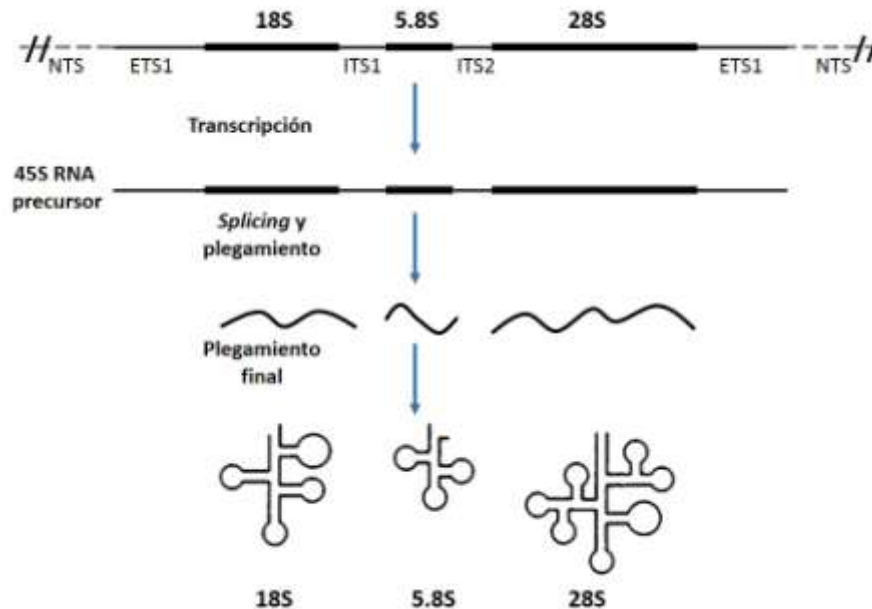 18S 5.8S 28S
NTS ETS1 ITS1 ITS2 ETS1 NTS
Transcripción
45S RNA
precursor
Splicing y
plegamiento
Plegamiento
final
18S 5.8S 28S